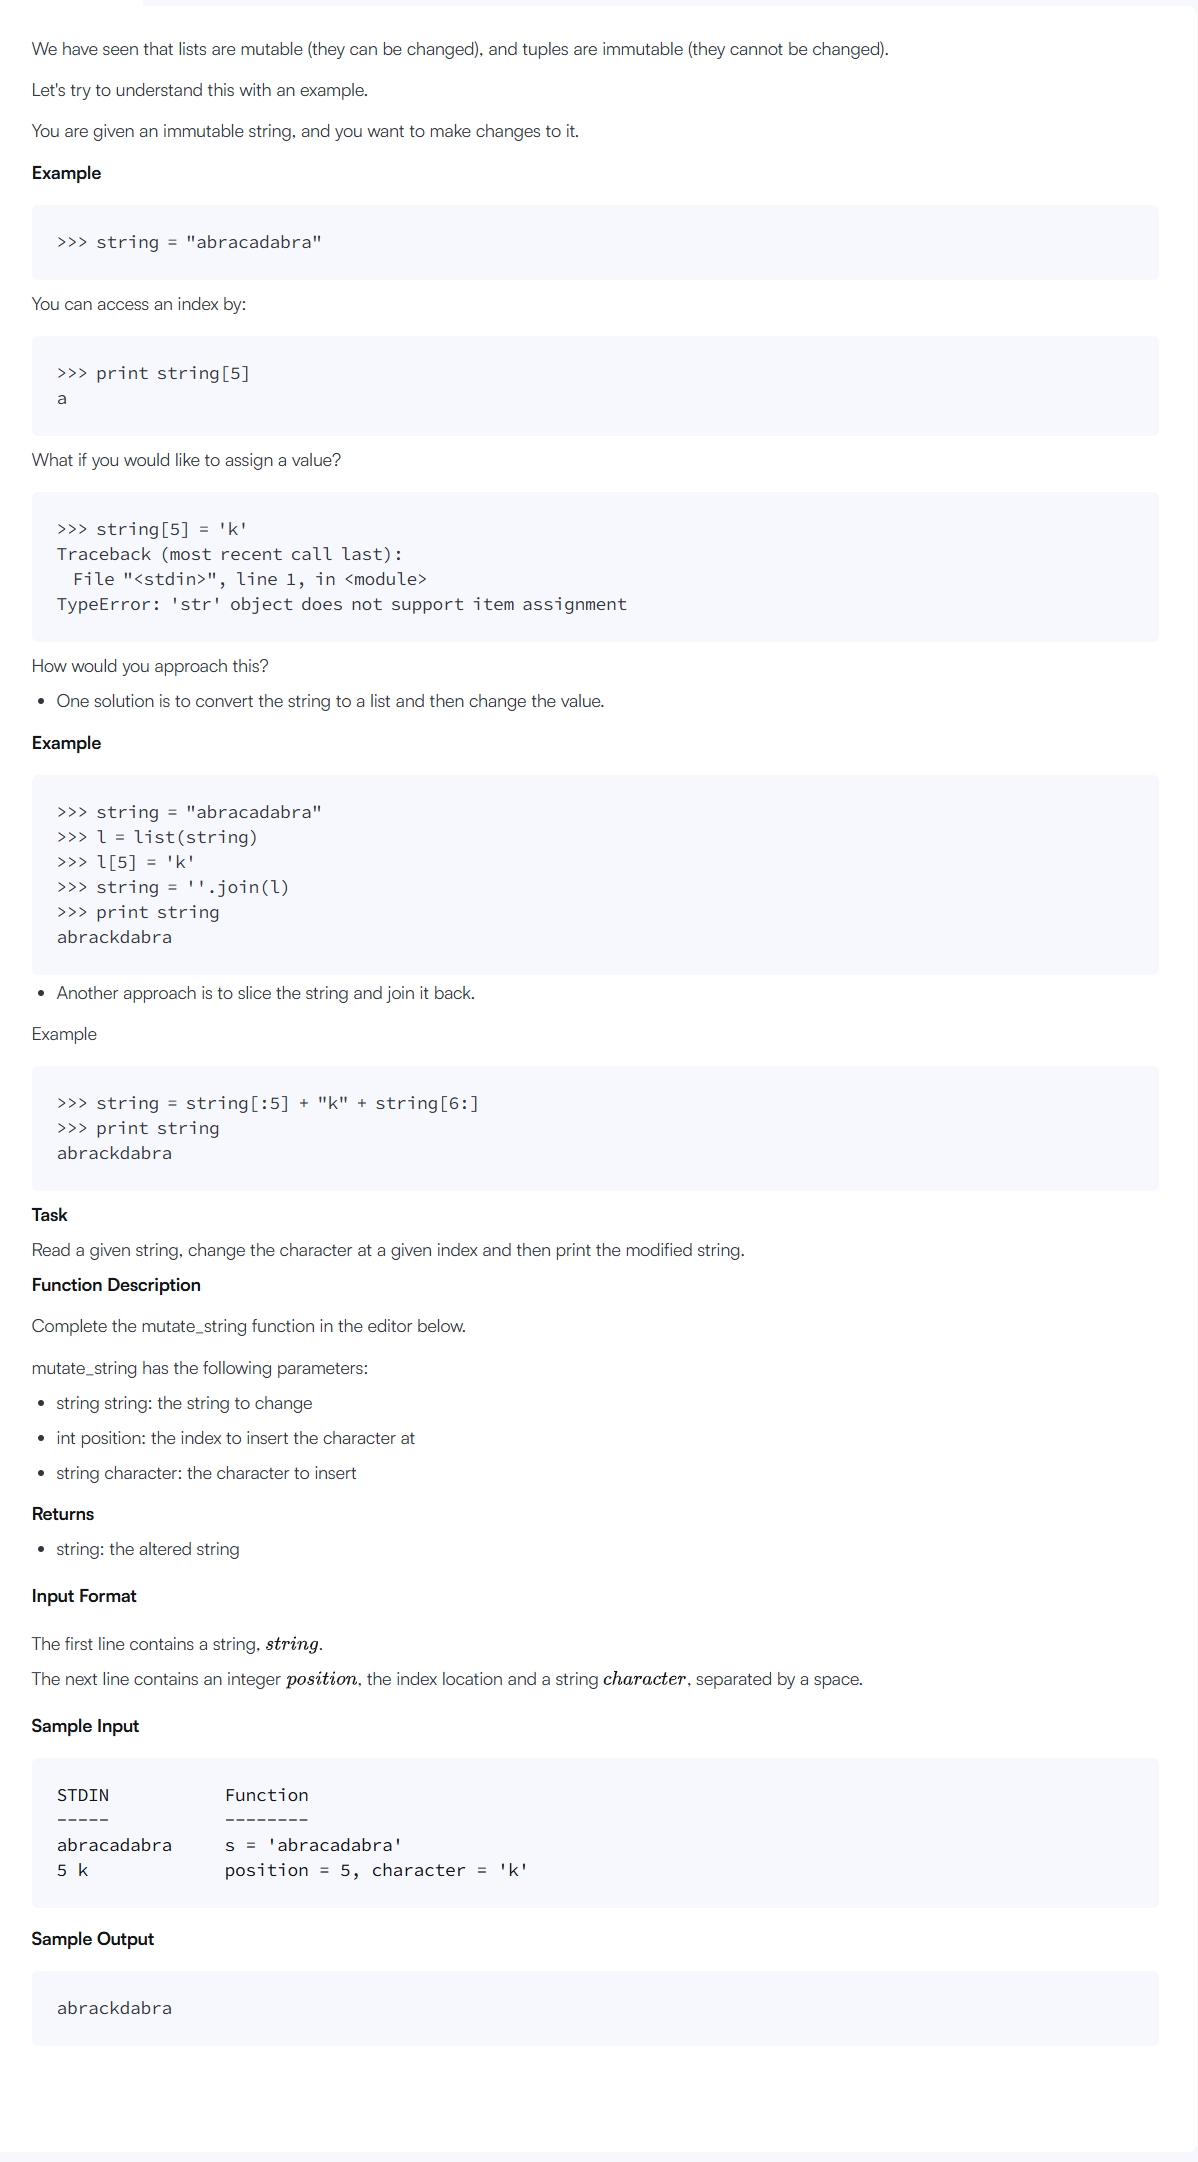 We have seen that lists are mutable (they can be changed), and tuples are immutable (they cannot be changed).
Let's try to understand this with an example.
You are given an immutable string, and you want to make changes to it.
Example
>>> string = "abracadabra"
You can access an index by:
>>> print string[5]
a
What if you would like to assign a value?
>>> string[5] = 'k'
Traceback (most recent call last):
  File "<stdin>", line 1, in <module>
TypeError: 'str' object does not support item assignment
How would you approach this?
• One solution is to convert the string to a list and then change the value.
Example
>>> string = "abracadabra"
>>> l = list(string)
>>> l[5] = 'k'
>>> string = ''.join(l)
>>> print string
abrackdabra
• Another approach is to slice the string and join it back.
Example
>>> string = string[:5] + "k" + string[6:]
>>> print string
abrackdabra
Task
Read a given string, change the character at a given index and then print the modified string.
Function Description
Complete the mutate_string function in the editor below.
mutate_string has the following parameters:
• string string: the string to change
• int position: the index to insert the character at
• string character: the character to insert
Returns
• string: the altered string
Input Format
The first line contains a string, string.
The next line contains an integer position, the index location and a string character, separated by a space.
Sample Input
STDIN           Function
-----           --------
abracadabra     s = 'abracadabra'
5 k             position = 5, character = 'k'
Sample Output
abrackdabra